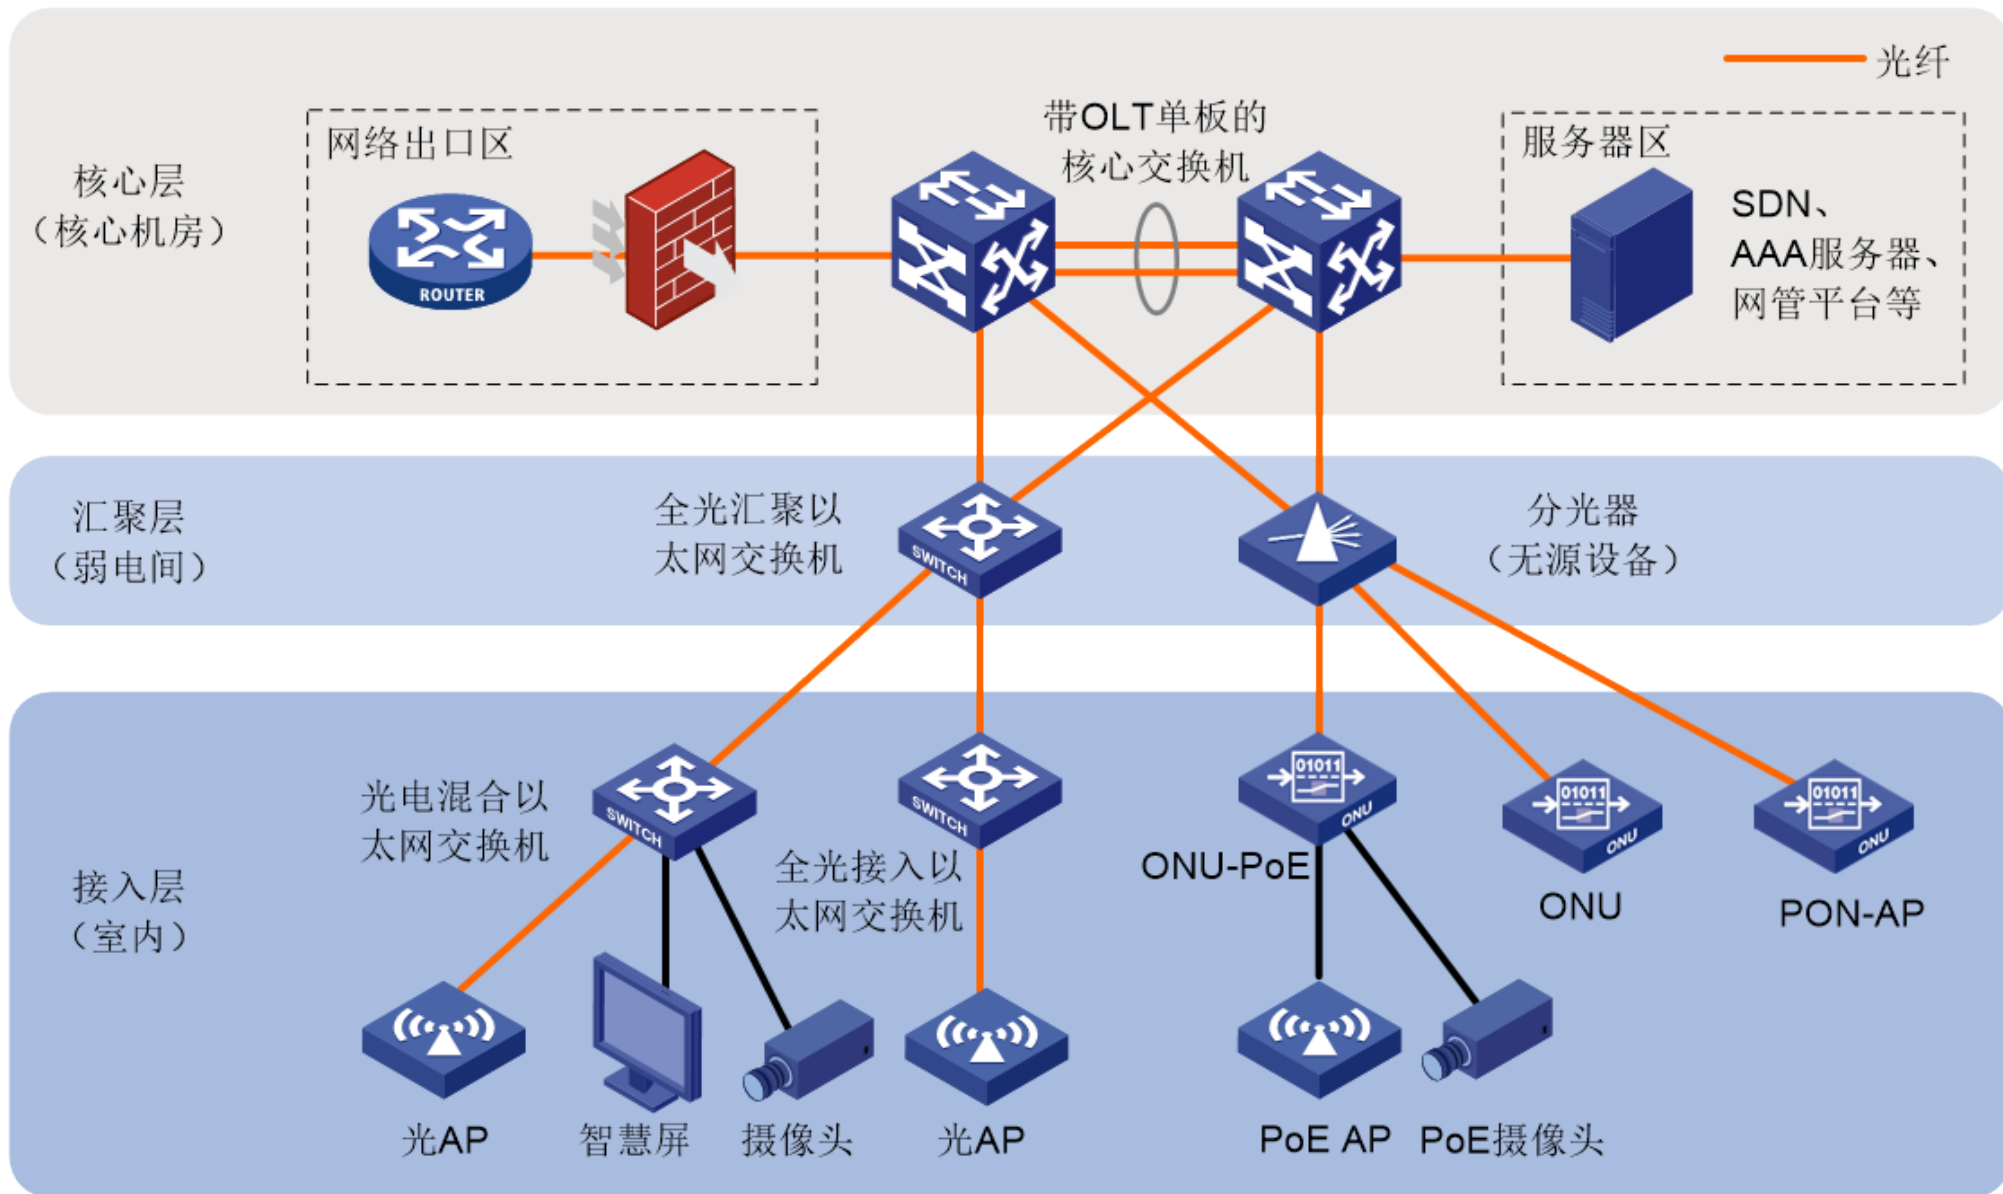 光纤
带OLT单板的
核心交换机
网络出口区
服务器区
核心层
（核心机房）
SDN、
AAA服务器、
网管平台等
ROUTER
汇聚层
（弱电间）
全光汇聚以
太网交换机
SWITCH
分光器
（无源设备）
接入层
（室内）
光电混合以
太网交换机
SWITCH
全光接入以
太网交换机
SWITCH
01011
ONU
ONU-PoE
01011
ONU
ONU
01011
ONU
PON-AP
光AP
智慧屏
摄像头
光AP
PoE AP
PoE摄像头